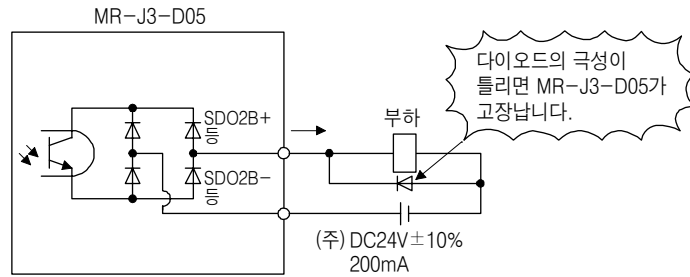 MR-J3-D05
다이오드의 극성이
틀리면 MR-J3-D05가
고장납니다.
SDO2B+
등
부하
SDO2B-
등
(주) DC24V±10%
200mA